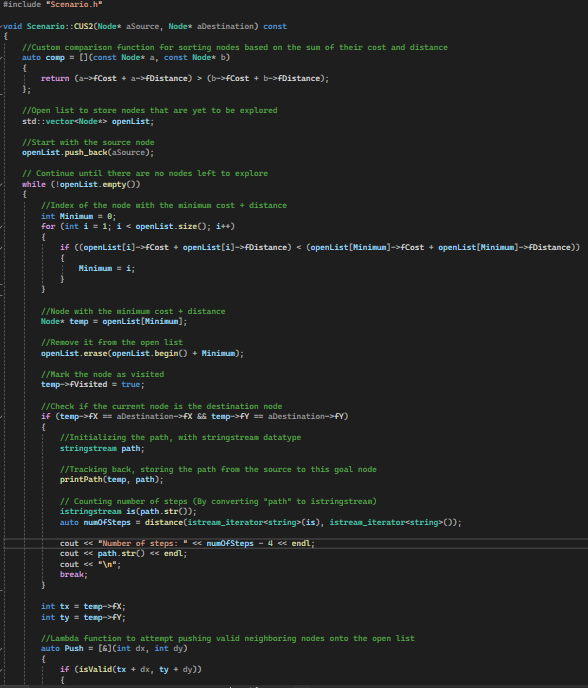 #include "Scenario.h"
void Scenario::CUS2(Node* aSource, Node* aDestination) const
{
//Custom comparison function for sorting nodes based on the sum of their cost and distance
auto comp = [](const Node* a, const Node* b)
{
return (a->fCost + a->fDistance) > (b->fCost + b->fDistance);
};
//Open list to store nodes that are yet to be explored
std::vector<Node*> openList;
//Start with the source node
openList.push_back(aSource);
// Continue until there are no nodes left to explore
while (!openList.empty())
{
//Index of the node with the minimum cost + distance
int Minimum = 0;
for (int i = 1; i < openList.size(); i++)
{
if ((openList[i]->fCost + openList[i]->fDistance) < (openList[Minimum]->fCost + openList[Minimum]->fDistance))
{
Minimum = i;
}
}
//Node with the minimum cost + distance
Node* temp = openList[Minimum];
//Remove it from the open list
openList.erase(openList.begin() + Minimum);
//Mark the node as visited
temp->fVisited = true;
//Check if the current node is the destination node
if (temp->fX == aDestination->fX && temp->fY == aDestination->fY)
{
//Initializing the path, with stringstream datatype
stringstream path;
//Tracking back, storing the path from the source to this goal node
printPath(temp, path);
// Counting number of steps (By converting "path" to istringstream)
istringstream is(path.str());
auto numOfSteps = distance(istream_iterator<string>(is), istream_iterator<string>());
cout << "Number of steps: " << numOfSteps - 4 << endl;
cout << path.str() << endl;
cout << "\n";
break;
}
int tx = temp->fX;
int ty = temp->fY;
//Lambda function to attempt pushing valid neighboring nodes onto the open list
auto Push = [&](int dx, int dy)
{
if (isValid(tx + dx, ty + dy))
{